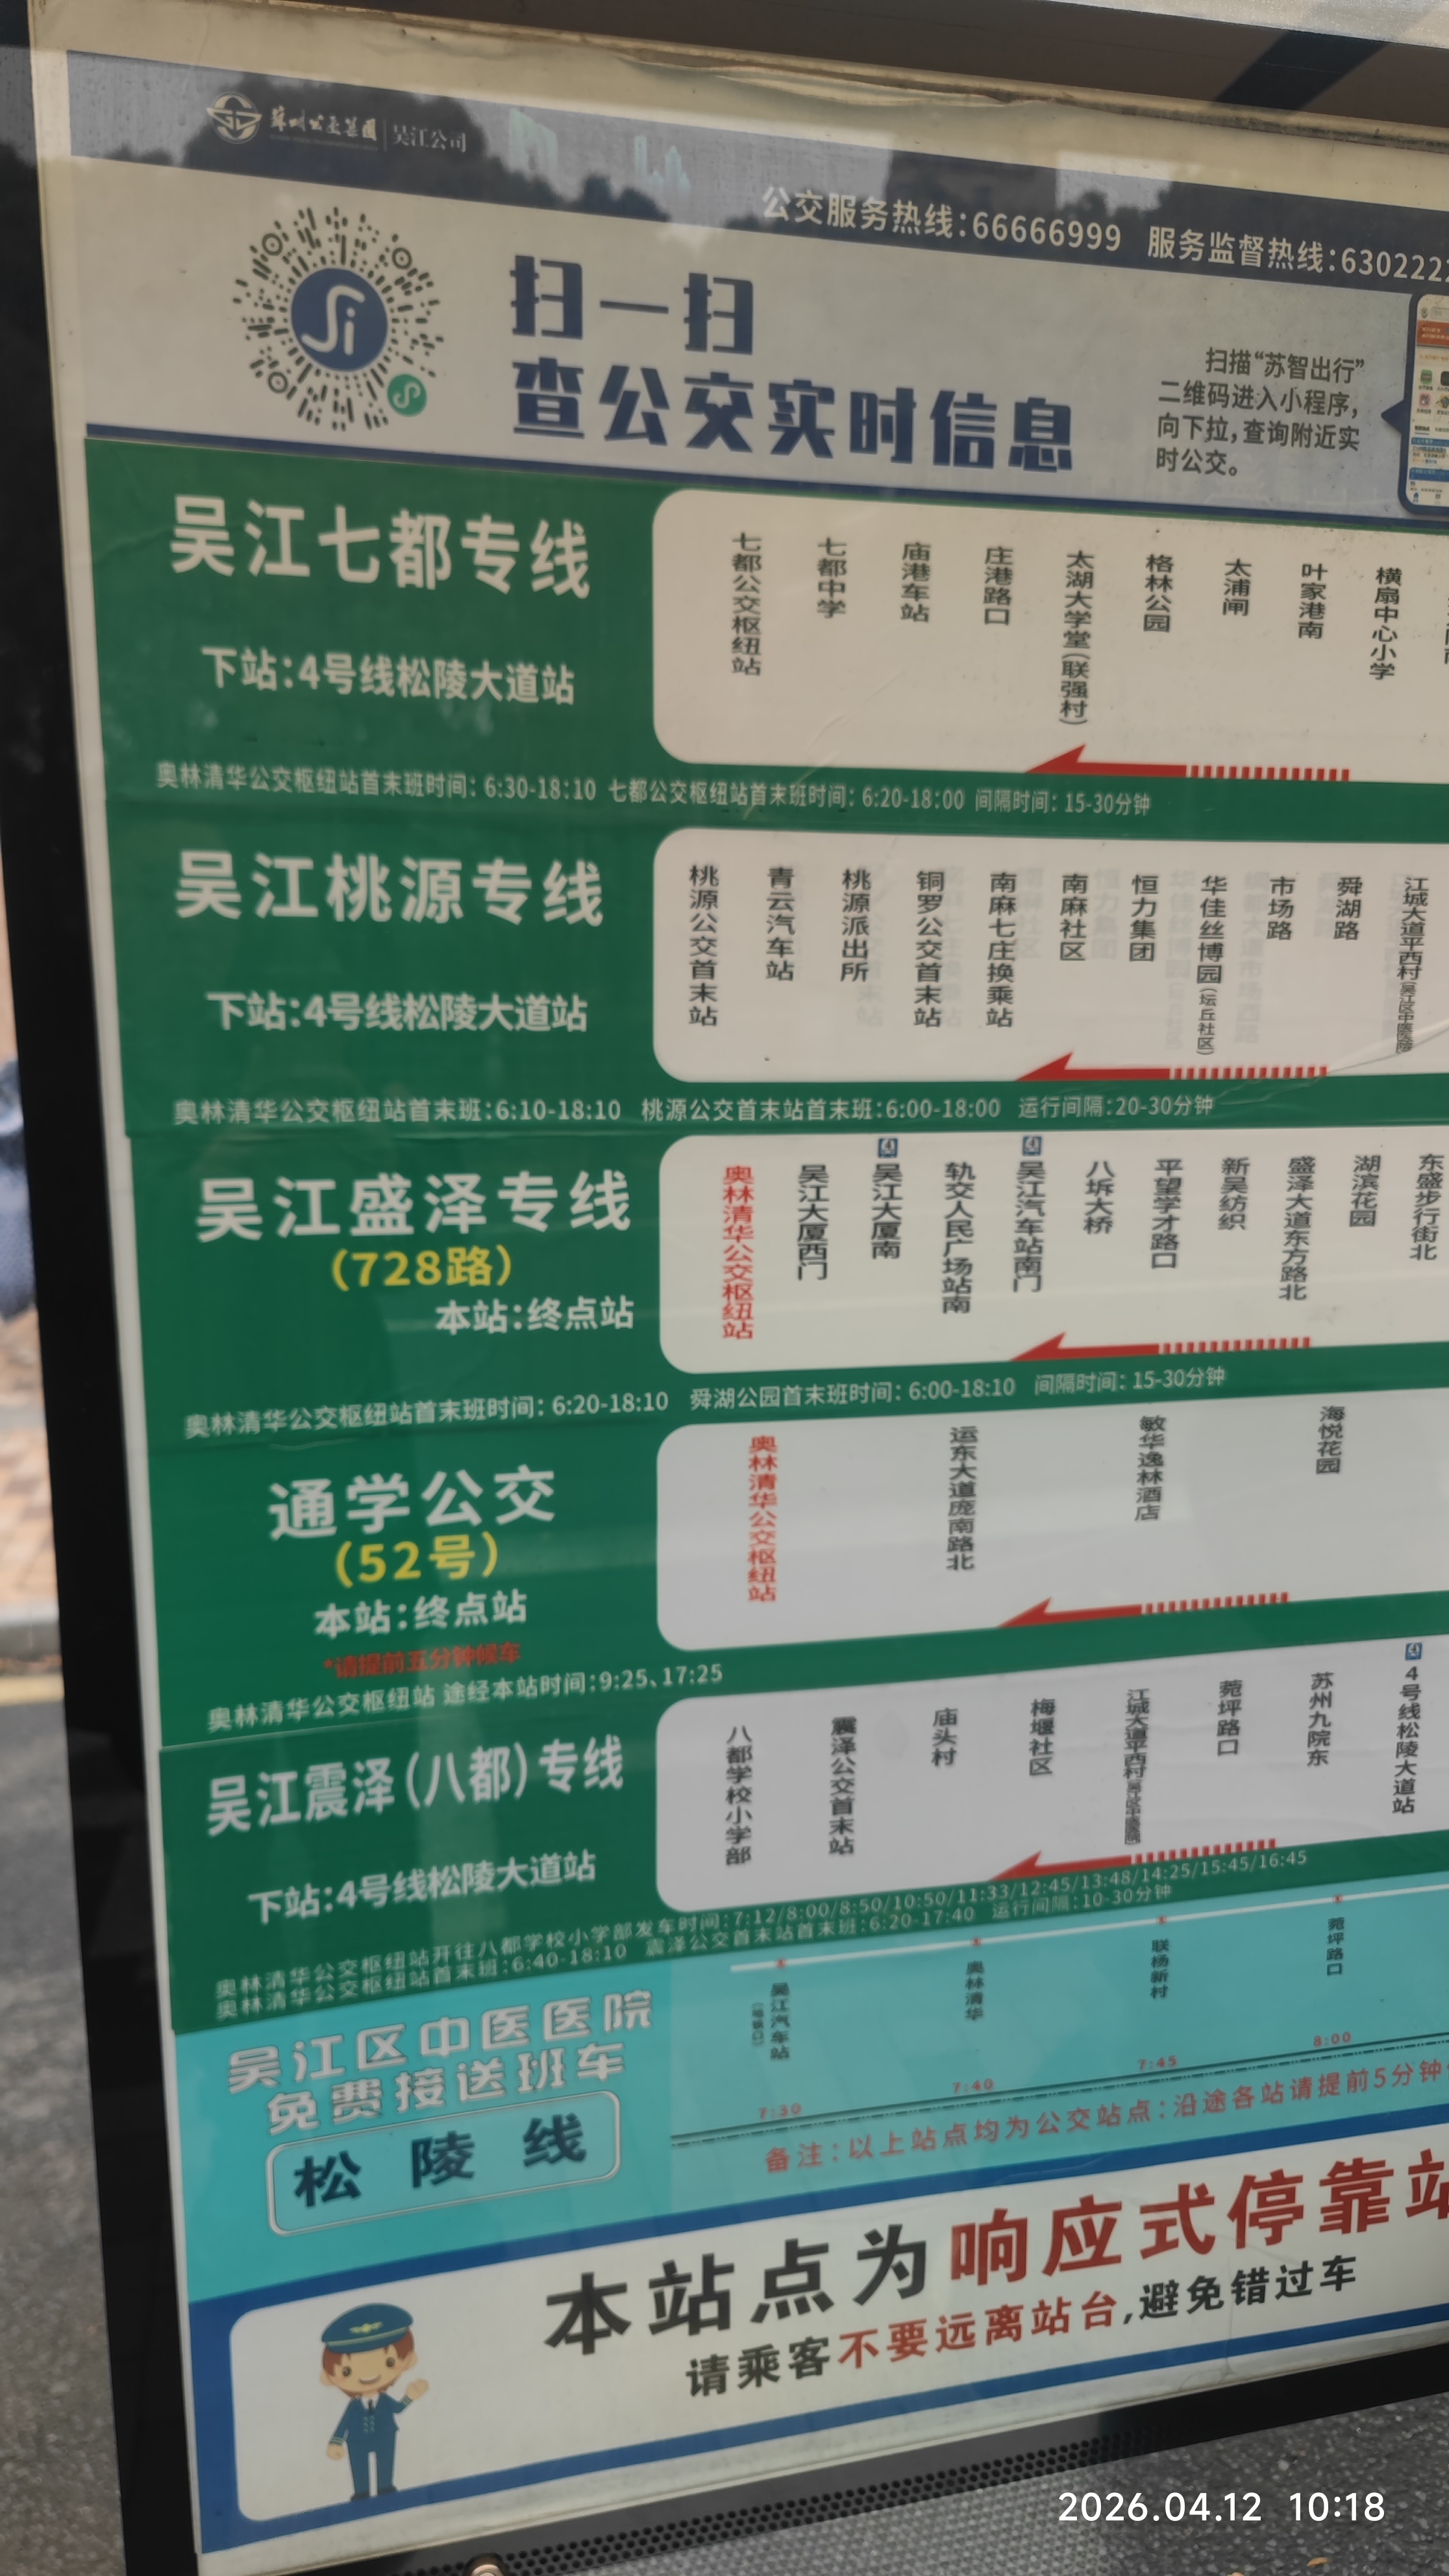 苏州公交集团 吴江公司
公交服务热线:66666999 服务监督热线:630222
扫一扫
查公交实时信息
扫描“苏智出行”
二维码进入小程序,
向下拉,查询附近实
时公交。
吴江七都专线
下站:4号线松陵大道站
七都公交枢纽站
七都中学
庙港车站
庄港路口
太湖大学堂(联强村)
格林公园
太浦闸
叶家港南
横扇中心小学
奥林清华公交枢纽站首末班时间: 6:30-18:10 七都公交枢纽站首末班时间: 6:20-18:00 间隔时间: 15-30分钟
吴江桃源专线
下站:4号线松陵大道站
桃源公交首末站
青云汽车站
桃源派出所
铜罗公交首末站
南麻七庄换乘站
南麻社区
恒力集团
华佳丝博园(坛丘社区)
市场路
舜湖路
江城大道平西村(吴江区中医医院)
奥林清华公交枢纽站首末班:6:10-18:10 桃源公交首末站首末班:6:00-18:00 运行间隔:20-30分钟
吴江盛泽专线
(728路)
本站:终点站
奥林清华公交枢纽站
吴江大厦西门
4
吴江大厦南
轨交人民广场站南
4
吴江汽车站南门
八坼大桥
平望学才路口
新吴纺织
盛泽大道东方路北
湖滨花园
东盛步行街北
奥林清华公交枢纽站首末班时间: 6:20-18:10 舜湖公园首末班时间: 6:00-18:10 间隔时间: 15-30分钟
通学公交
(52号)
本站:终点站
*请提前五分钟候车
奥林清华公交枢纽站
运东大道庞南路北
敏华逸林酒店
海悦花园
奥林清华公交枢纽站 途经本站时间:9:25、17:25
吴江震泽(八都)专线
下站:4号线松陵大道站
八都学校小学部
震泽公交首末站
庙头村
梅堰社区
江城大道平西村(吴江区中医医院)
菀坪路口
苏州九院东
4
4号线松陵大道站
奥林清华公交枢纽站开往八都学校小学部发车时间:7:12/8:00/8:50/10:50/11:33/12:45/13:48/14:25/15:45/16:45
奥林清华公交枢纽站首末班:6:40-18:10 震泽公交首末站首末班:6:20-17:40 运行间隔:10-30分钟
吴江区中医医院
免费接送班车
松陵线
吴江汽车站
奥林清华
联杨新村
菀坪路口
7:30
7:40
7:45
8:00
备注:以上站点均为公交站点:沿途各站请提前5分钟
本站点为响应式停靠站
请乘客不要远离站台,避免错过车
2026.04.12 10:18